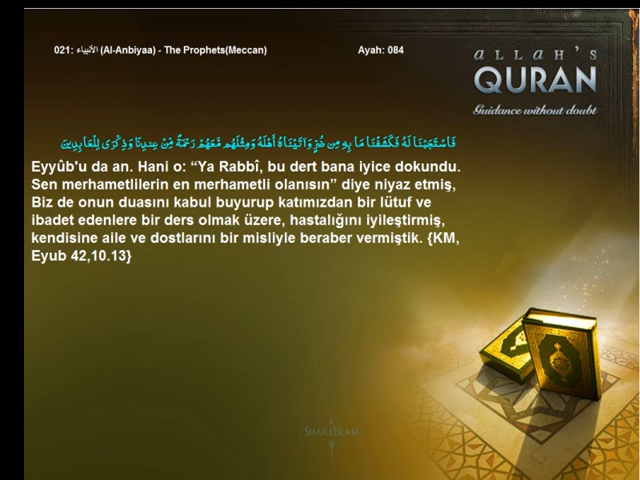 021: الأنبياء (Al-Anbiyaa) - The Prophets(Meccan) Ayah: 084
ALLAH'S
QURAN
Guidance without doubt
فَاسْتَجَبْنَا لَهُ فَكَشَفْنَا مَا بِهِ مِن ضُرٍّ وَآتَيْنَاهُ أَهْلَهُ وَمِثْلَهُم مَّعَهُمْ رَحْمَةً مِّنْ عِندِنَا وَذِكْرَى لِلْعَابِدِينَ
Eyyûb'u da an. Hani o: “Ya Rabbî, bu dert bana iyice dokundu.
Sen merhametlilerin en merhametli olanısın” diye niyaz etmiş,
Biz de onun duasını kabul buyurup katımızdan bir lütuf ve
ibadet edenlere bir ders olmak üzere, hastalığını iyileştirmiş,
kendisine aile ve dostlarını bir misliyle beraber vermiştik. {KM,
Eyub 42,10.13}
SHAREISLAM